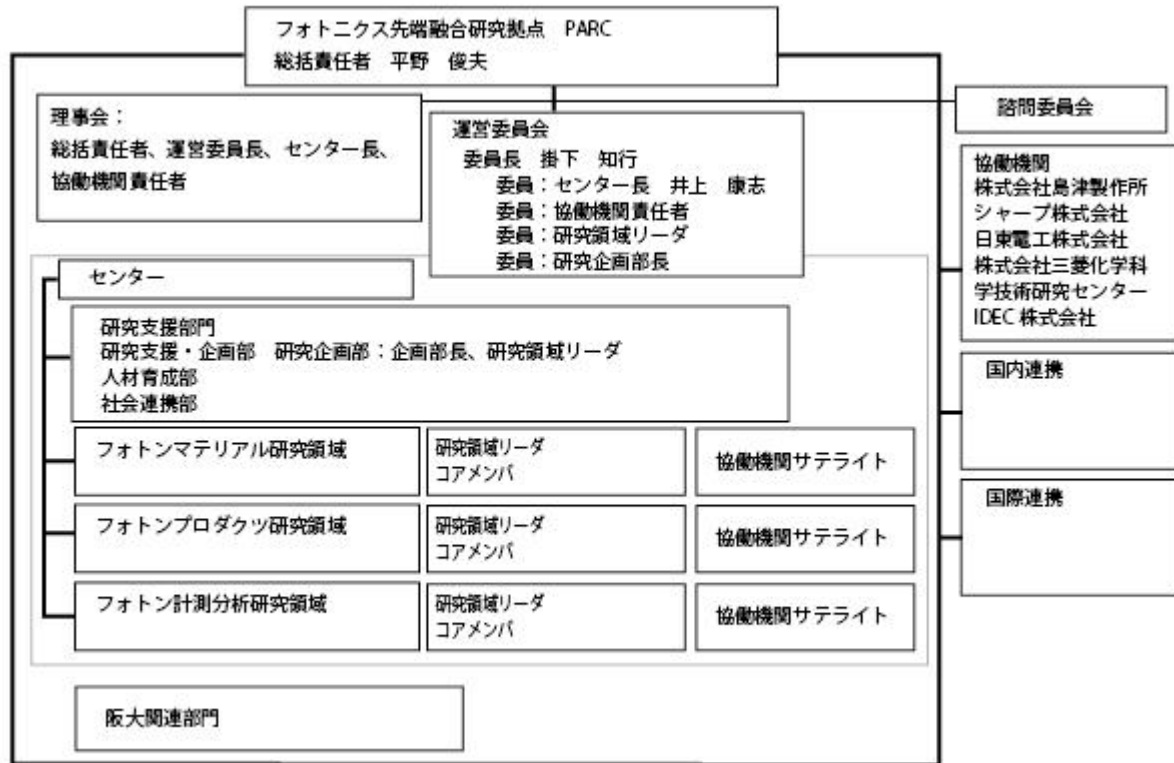 フォトニクス先端融合研究拠点 PARC
総括責任者 平野 俊夫
理事会：
総括責任者、運営委員長、センター長、
協働機関責任者
運営委員会
委員長 掛下 知行
委員：センター長 井上 康志
委員：協働機関責任者
委員：研究領域リーダ
委員：研究企画部長
諮問委員会
協働機関
株式会社島津製作所
シャープ株式会社
日東電工株式会社
株式会社三菱化学科
学技術研究センター
IDEC 株式会社
センター
研究支援部門
研究支援・企画部 研究企画部：企画部長、研究領域リーダ
人材育成部
社会連携部
国内連携
フォトンマテリアル研究領域
研究領域リーダ
コアメンバ
協働機関サテライト
国際連携
フォトンプロダクツ研究領域
研究領域リーダ
コアメンバ
協働機関サテライト
フォトン計測分析研究領域
研究領域リーダ
コアメンバ
協働機関サテライト
阪大関連部門